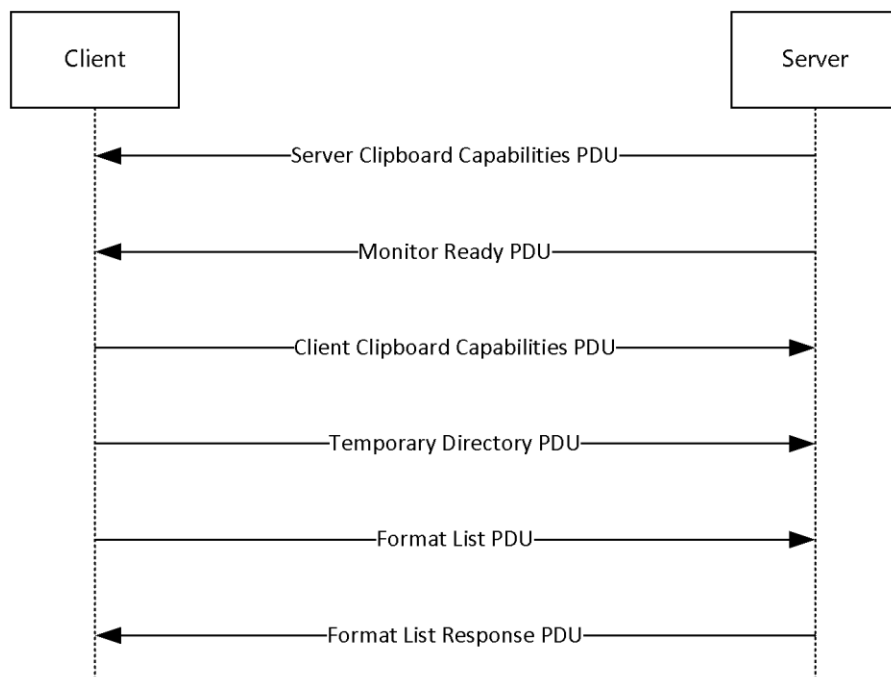 Client
Server
Server Clipboard Capabilities PDU
Monitor Ready PDU
Client Clipboard Capabilities PDU
Temporary Directory PDU
Format List PDU
Format List Response PDU